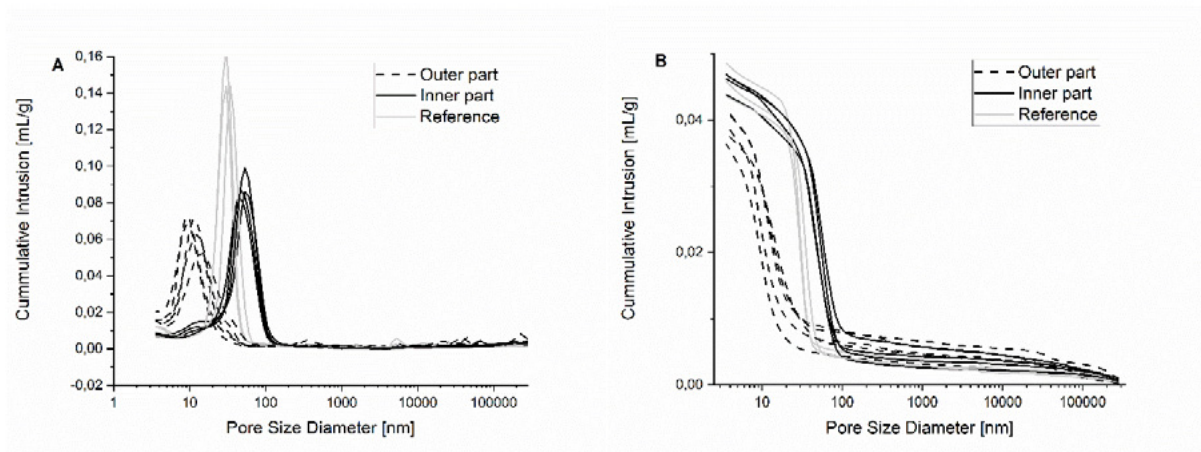 A
Outer part
Inner part
Reference
Cummulative Intrusion [mL/g]
0,16
0,14
0,12
0,10
0,08
0,06
0,04
0,02
0,00
-0,02
1 10 100 1000 10000 100000
Pore Size Diameter [nm]
B
Outer part
Inner part
Reference
Cummulative Intrusion [mL/g]
0,04
0,02
0,00
10 100 1000 10000 100000
Pore Size Diameter [nm]